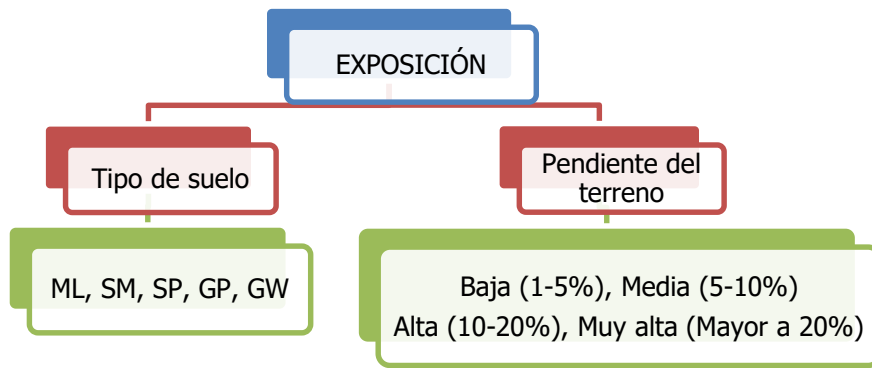 EXPOSICIÓN
Tipo de suelo
Pendiente del
terreno
ML, SM, SP, GP, GW
Baja (1-5%), Media (5-10%)
Alta (10-20%), Muy alta (Mayor a 20%)